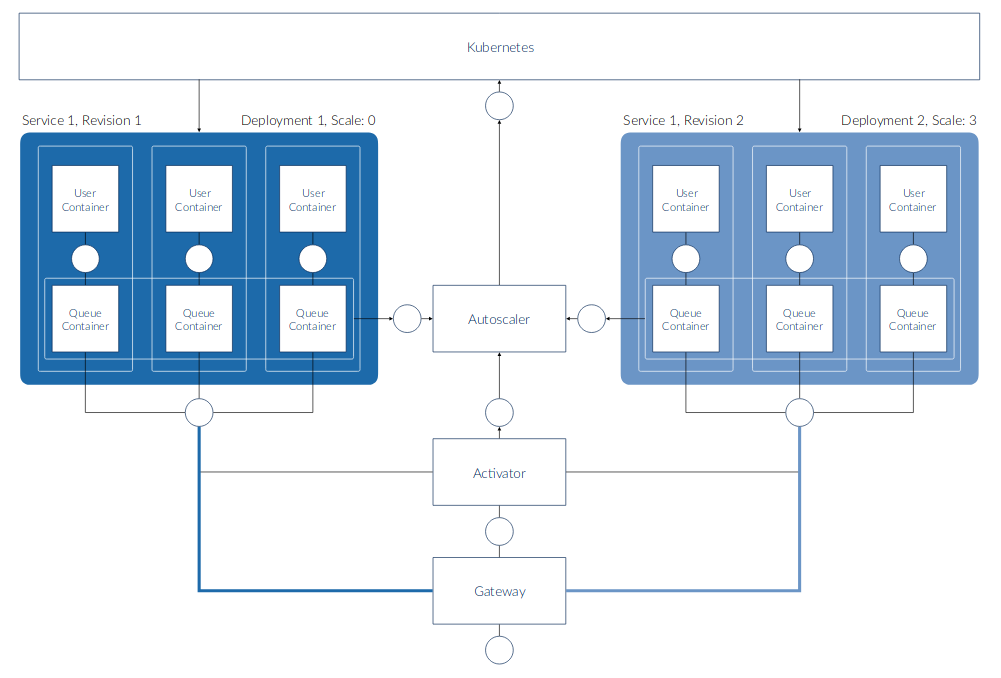 Kubernetes
Service 1, Revision 1
Deployment 1, Scale: 0
Service 1, Revision 2
Deployment 2, Scale: 3
User
Container
User
Container
User
Container
User
Container
User
Container
User
Container
Queue
Container
Queue
Container
Queue
Container
Autoscaler
Queue
Container
Queue
Container
Queue
Container
Activator
Gateway